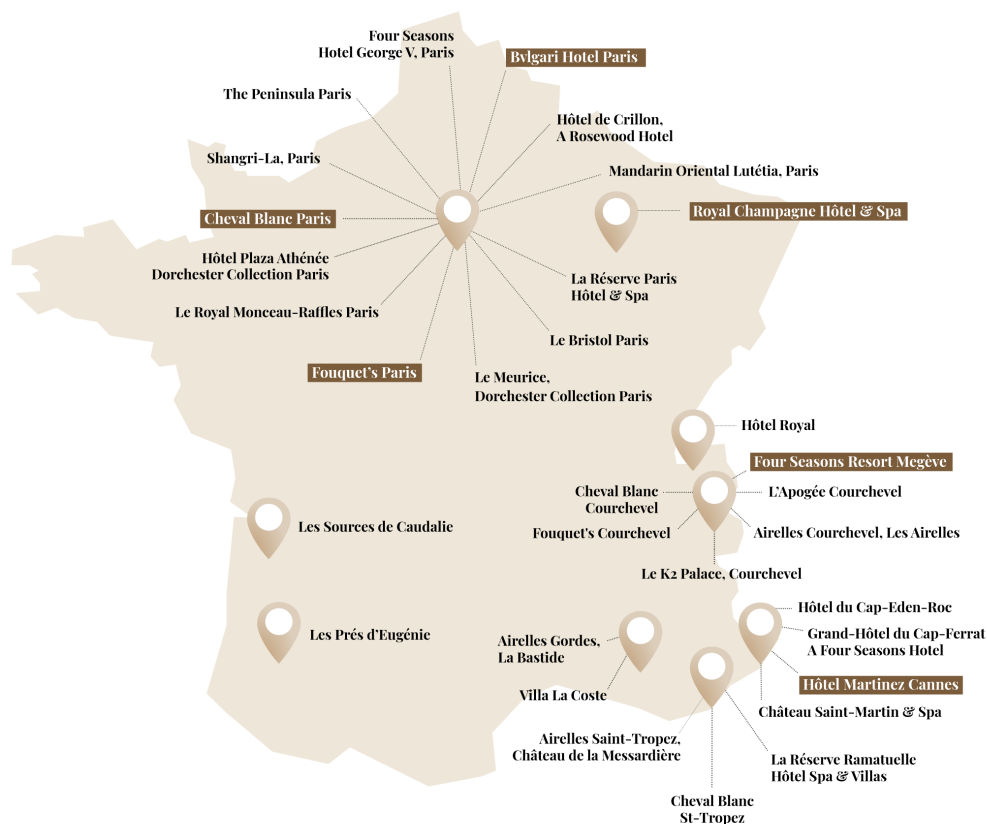 Four Seasons
Hotel George V, Paris
Bvlgari Hotel Paris
The Peninsula Paris
Hôtel de Crillon,
A Rosewood Hotel
Shangri-La, Paris
Mandarin Oriental Lutétia, Paris
Cheval Blanc Paris
Royal Champagne Hôtel & Spa
Hôtel Plaza Athénée
Dorchester Collection Paris
La Réserve Paris
Hôtel & Spa
Le Royal Monceau-Raffles Paris
Le Bristol Paris
Fouquet’s Paris
Le Meurice,
Dorchester Collection Paris
Hôtel Royal
Four Seasons Resort Megève
Cheval Blanc
Courchevel
L’Apogée Courchevel
Les Sources de Caudalie
Fouquet's Courchevel
Airelles Courchevel, Les Airelles
Le K2 Palace, Courchevel
Hôtel du Cap-Eden-Roc
Les Prés d’Eugénie
Airelles Gordes,
La Bastide
Grand-Hôtel du Cap-Ferrat
A Four Seasons Hotel
Hôtel Martinez Cannes
Villa La Coste
Château Saint-Martin & Spa
Airelles Saint-Tropez,
Château de la Messardière
La Réserve Ramatuelle
Hôtel Spa & Villas
Cheval Blanc
St-Tropez